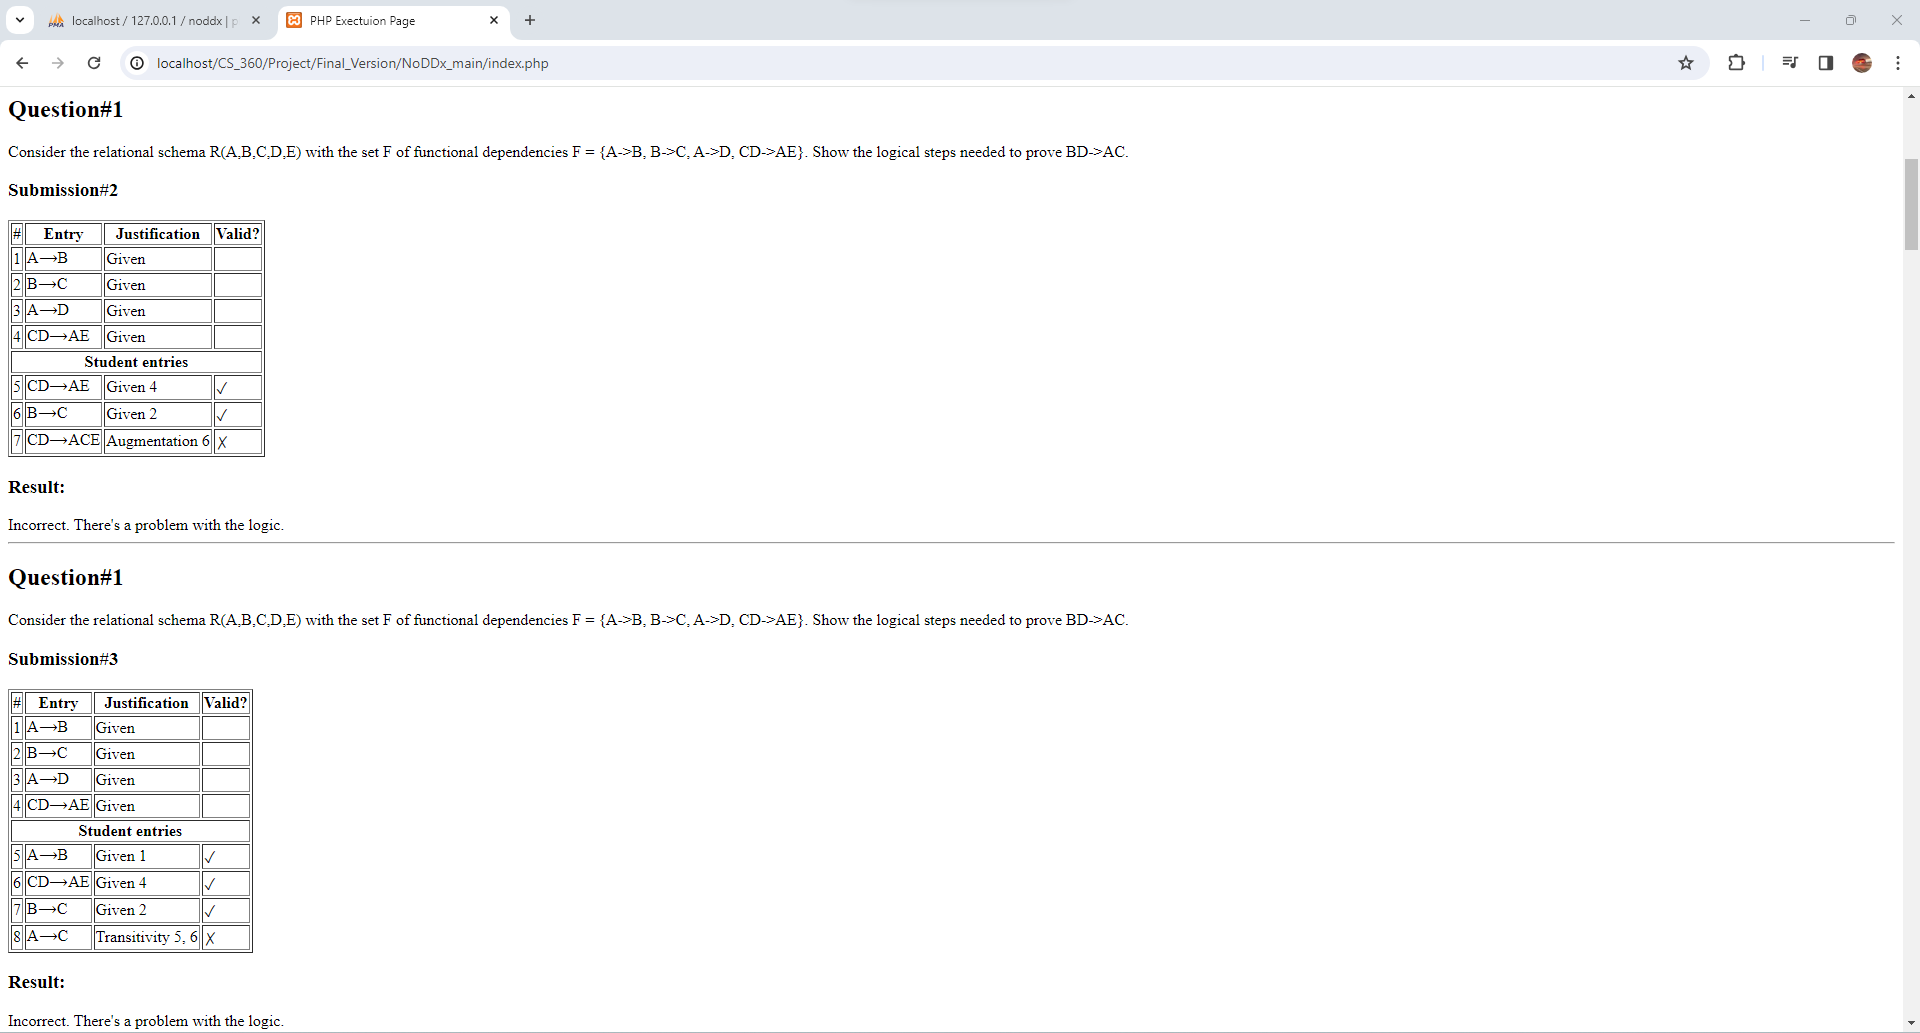 localhost / 127.0.0.1 / noddx | p
PHP Exectuion Page
localhost/CS_360/Project/Final_Version/NoDDx_main/index.php
Question#1
Consider the relational schema R(A,B,C,D,E) with the set F of functional dependencies F = {A->B, B->C, A->D, CD->AE}. Show the logical steps needed to prove BD->AC.
Submission#2
# Entry Justification Valid?
1 A⟶B Given
2 B⟶C Given
3 A⟶D Given
4 CD⟶AE Given
Student entries
5 CD⟶AE Given 4 ✓
6 B⟶C Given 2 ✓
7 CD⟶ACE Augmentation 6 ✗
Result:
Incorrect. There's a problem with the logic.
Question#1
Consider the relational schema R(A,B,C,D,E) with the set F of functional dependencies F = {A->B, B->C, A->D, CD->AE}. Show the logical steps needed to prove BD->AC.
Submission#3
# Entry Justification Valid?
1 A⟶B Given
2 B⟶C Given
3 A⟶D Given
4 CD⟶AE Given
Student entries
5 A⟶B Given 1 ✓
6 CD⟶AE Given 4 ✓
7 B⟶C Given 2 ✓
8 A⟶C Transitivity 5, 6 ✗
Result:
Incorrect. There's a problem with the logic.